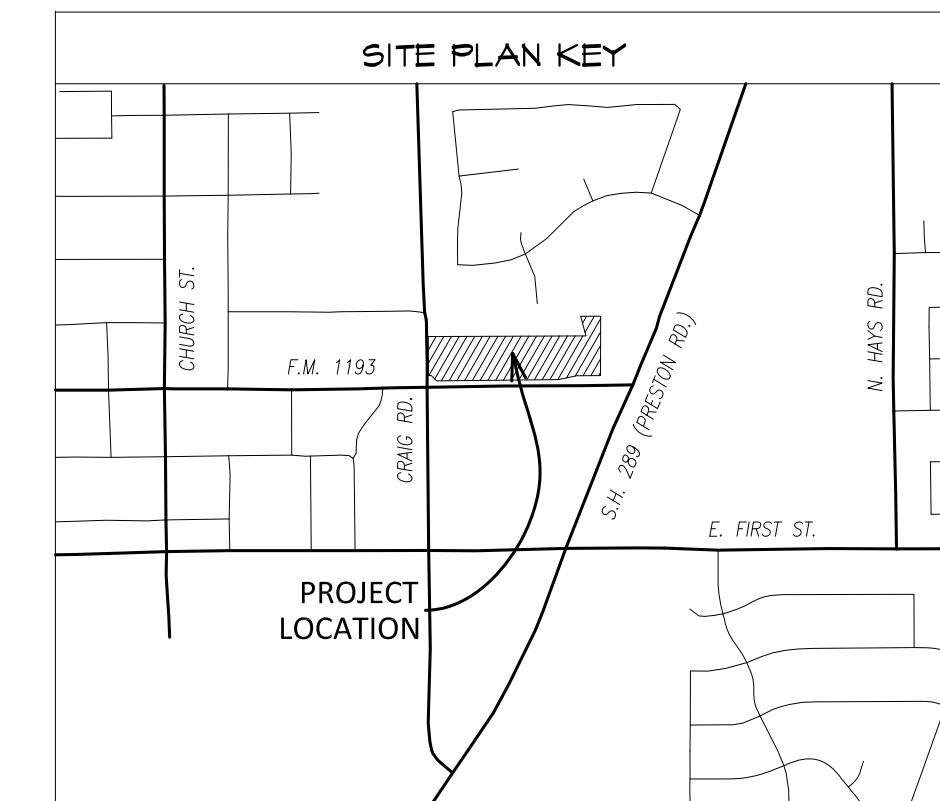 SITE PLAN KEY
CHURCH ST.
F.M. 1193
CRAIG RD.
S.H. 289 (PRESTON RD.)
N. HAYS RD.
E. FIRST ST.
PROJECT
LOCATION